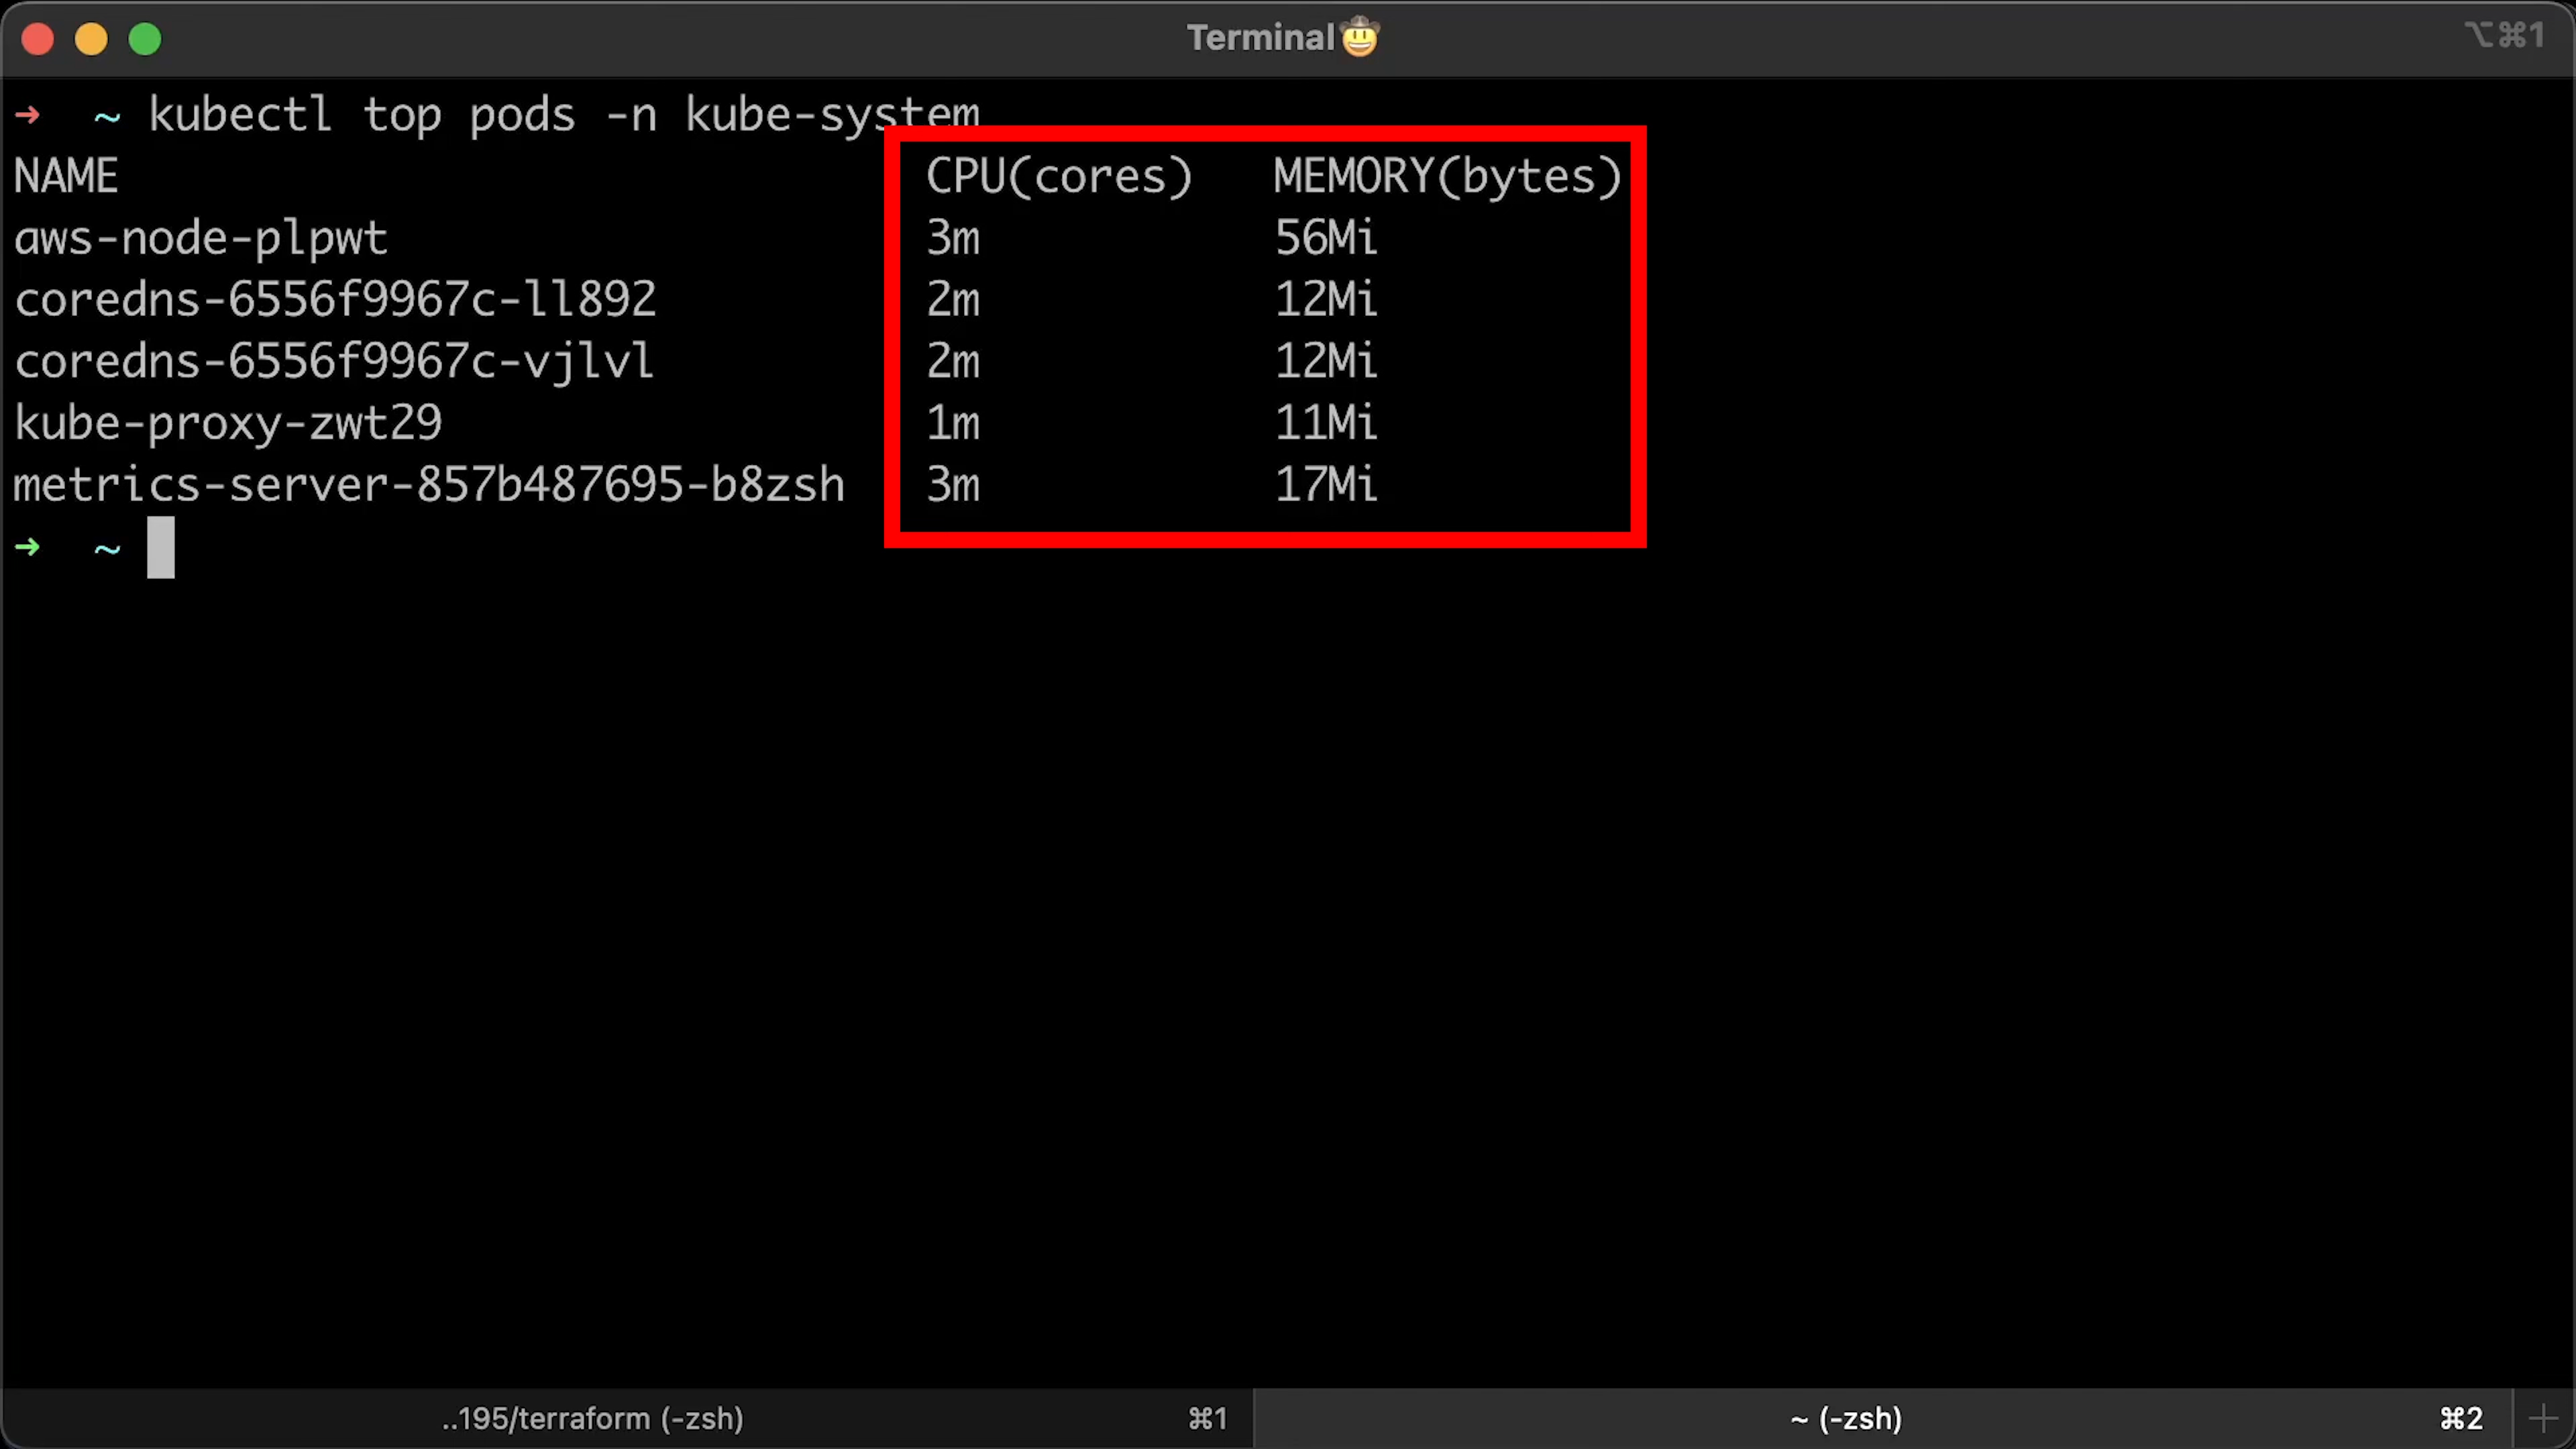 Terminal🤠
⌥⌘1
➜ ~ kubectl top pods -n kube-system
NAME CPU(cores) MEMORY(bytes)
aws-node-plpwt 3m 56Mi
coredns-6556f9967c-ll892 2m 12Mi
coredns-6556f9967c-vjlvl 2m 12Mi
kube-proxy-zwt29 1m 11Mi
metrics-server-857b487695-b8zsh 3m 17Mi
➜ ~
..195/terraform (-zsh) ⌘1
~ (-zsh) ⌘2